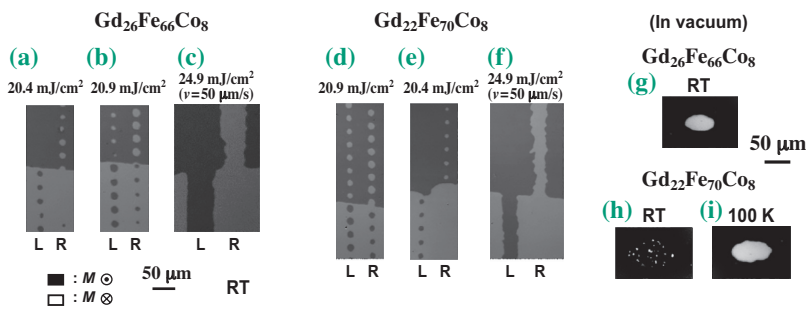 Gd26Fe66Co8
Gd22Fe70Co8
(In vacuum)
(a)
(b)
(c)
(d)
(e)
(f)
20.4 mJ/cm²
20.9 mJ/cm²
24.9 mJ/cm²
(v=50 μm/s)
20.9 mJ/cm²
20.4 mJ/cm²
24.9 mJ/cm²
(v=50 μm/s)
L R
L R
L R
L R
L R
L R
: M ⊙
: M ⊗
50 μm
RT
Gd26Fe66Co8
(g)
RT
50 μm
Gd22Fe70Co8
(h)
RT
(i)
100 K